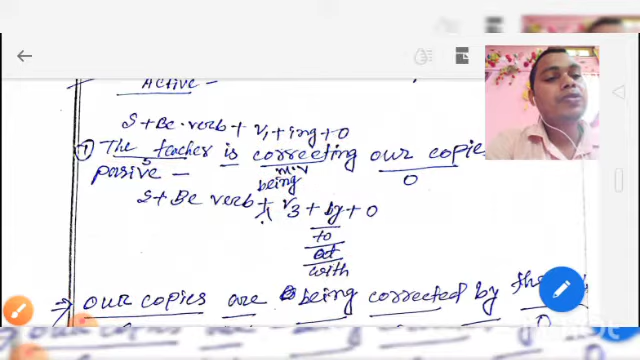 Active -
S + Be verb + V1 + ing + O
① The teacher is correcting our copies
S M.V O
pasive - being
S + Be verb + V3 + by + O
to
at
with
⇒ our copies are being corrected by the
O